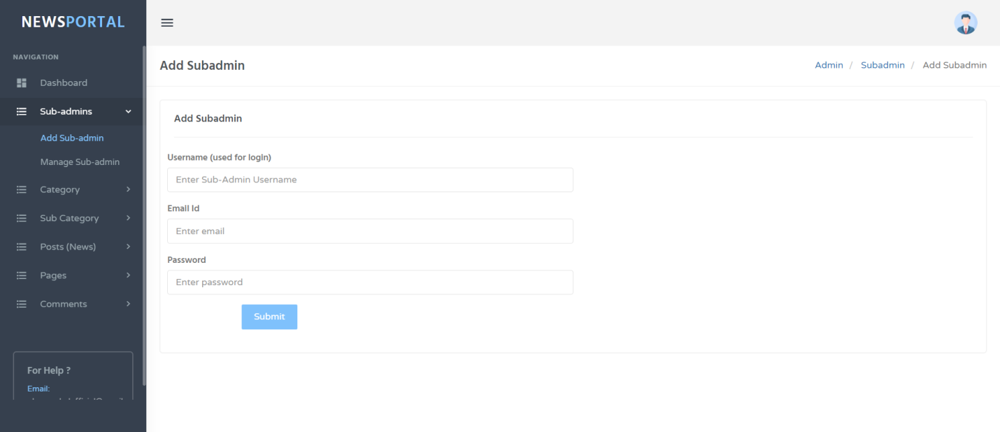 NEWSPORTAL
NAVIGATION
Dashboard
Sub-admins
Add Sub-admin
Manage Sub-admin
Category
Sub Category
Posts (News)
Pages
Comments
For Help ?
Email:
Add Subadmin
Admin / Subadmin / Add Subadmin
Add Subadmin
Username (used for login)
Enter Sub-Admin Username
Email Id
Enter email
Password
Enter password
Submit